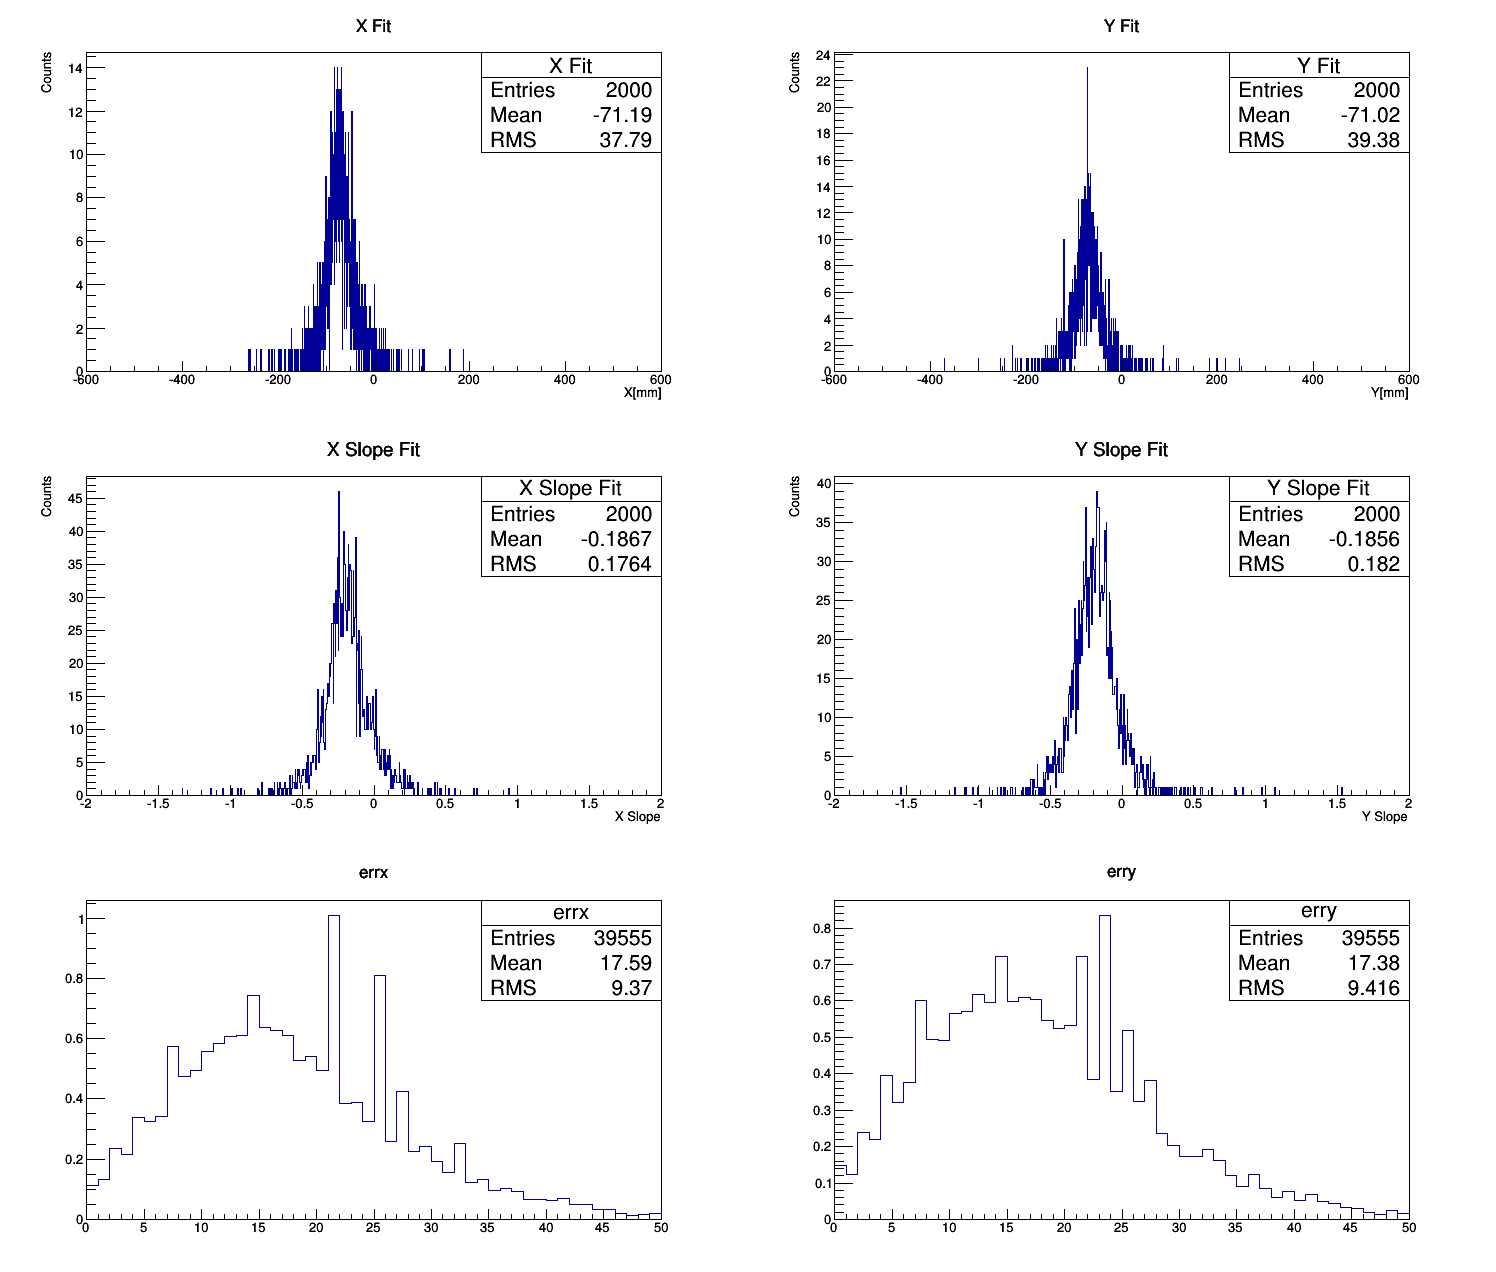 X Fit
Counts
14
12
10
8
6
4
2
0
-600 -400 -200 0 200 400 600
X[mm]
X Fit
Entries 2000
Mean -71.19
RMS 37.79
Y Fit
Counts
24
22
20
18
16
14
12
10
8
6
4
2
0
-600 -400 -200 0 200 400 600
Y[mm]
Y Fit
Entries 2000
Mean -71.02
RMS 39.38
X Slope Fit
Counts
45
40
35
30
25
20
15
10
5
0
-2 -1.5 -1 -0.5 0 0.5 1 1.5 2
X Slope
X Slope Fit
Entries 2000
Mean -0.1867
RMS 0.1764
Y Slope Fit
Counts
40
35
30
25
20
15
10
5
0
-2 -1.5 -1 -0.5 0 0.5 1 1.5 2
Y Slope
Y Slope Fit
Entries 2000
Mean -0.1856
RMS 0.182
errx
1
0.8
0.6
0.4
0.2
0
0 5 10 15 20 25 30 35 40 45 50
errx
Entries 39555
Mean 17.59
RMS 9.37
erry
0.8
0.7
0.6
0.5
0.4
0.3
0.2
0.1
0
0 5 10 15 20 25 30 35 40 45 50
erry
Entries 39555
Mean 17.38
RMS 9.416